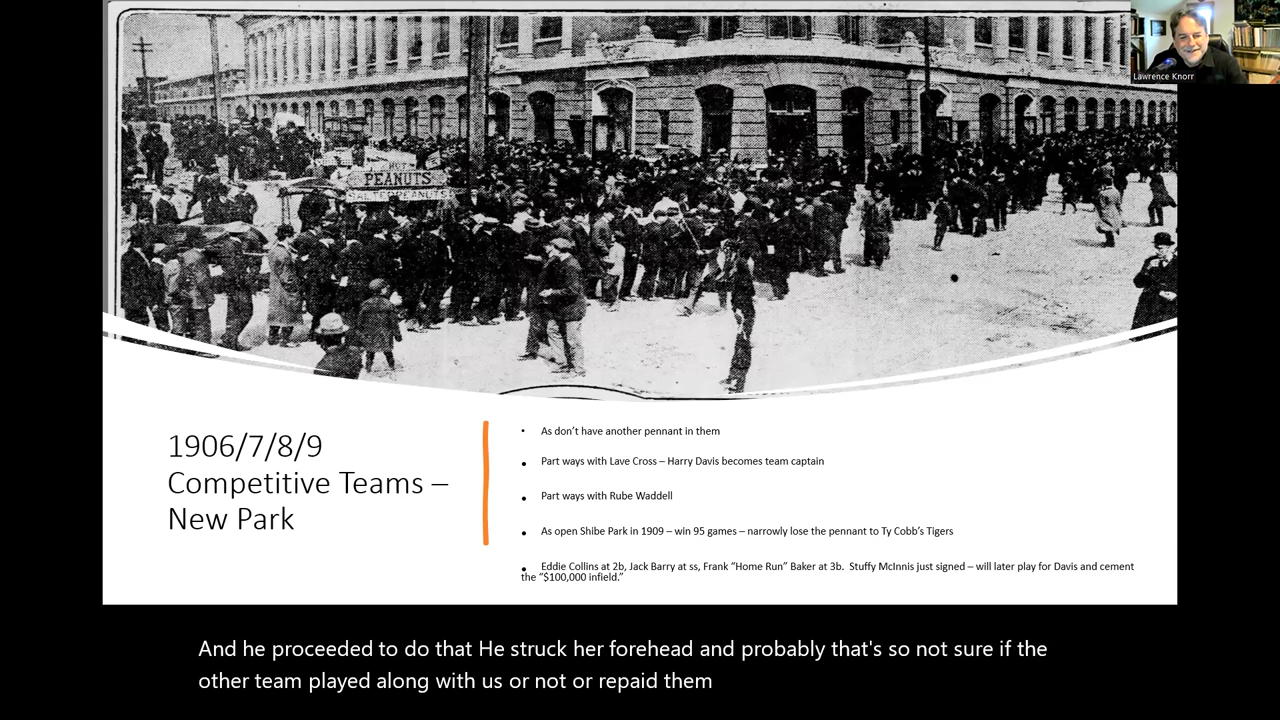 HOT
PEANUTS
SALTED PEANUTS
Lawrence Knorr
1906/7/8/9
Competitive Teams –
New Park
• As don’t have another pennant in them
• Part ways with Lave Cross – Harry Davis becomes team captain
• Part ways with Rube Waddell
• As open Shibe Park in 1909 – win 95 games – narrowly lose the pennant to Ty Cobb’s Tigers
• Eddie Collins at 2b, Jack Barry at ss, Frank “Home Run” Baker at 3b. Stuffy McInnis just signed – will later play for Davis and cement
the “$100,000 infield.”
And he proceeded to do that He struck her forehead and probably that's so not sure if the
other team played along with us or not or repaid them